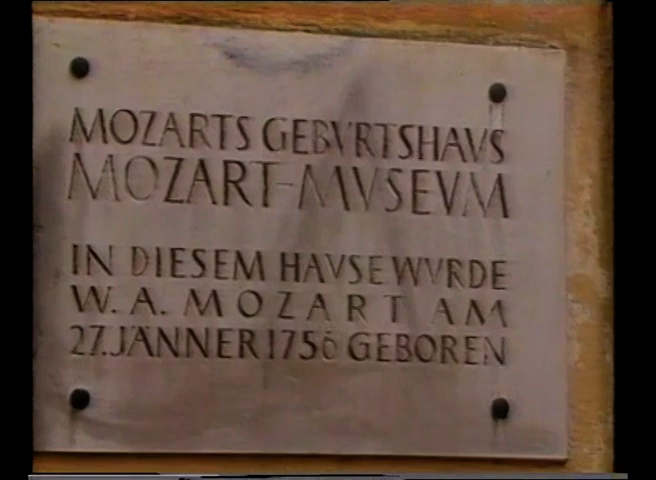 MOZARTS GEBVRTSHAVS
MOZART-MVSEVM
IN DIESEM HAVSE WVRDE
W. A. MOZART AM
27. JÄNNER 1756 GEBOREN